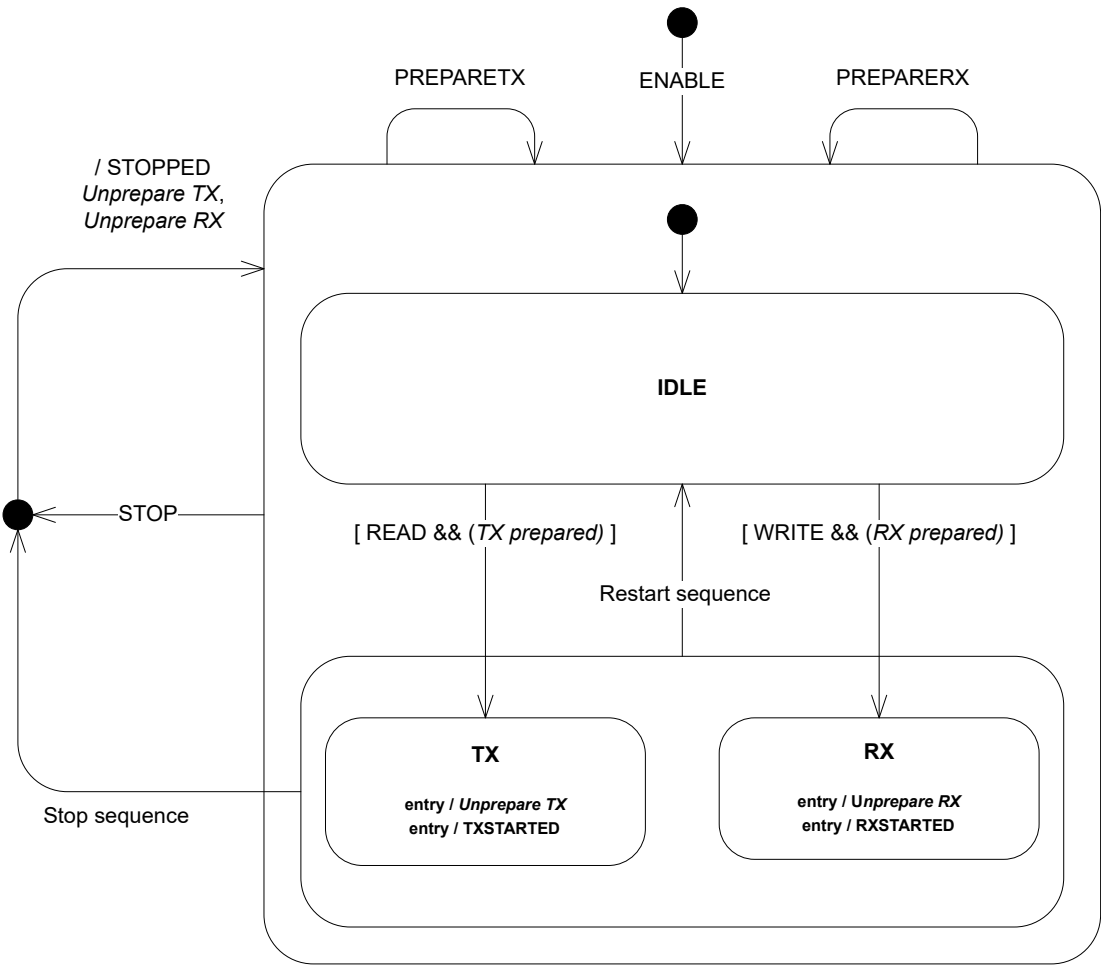 ENABLE
PREPARETX
PREPARERX
/ STOPPED
Unprepare TX,
Unprepare RX
IDLE
STOP
[ READ && (TX prepared) ]
[ WRITE && (RX prepared) ]
Restart sequence
TX
entry / Unprepare TX
entry / TXSTARTED
RX
entry / Unprepare RX
entry / RXSTARTED
Stop sequence